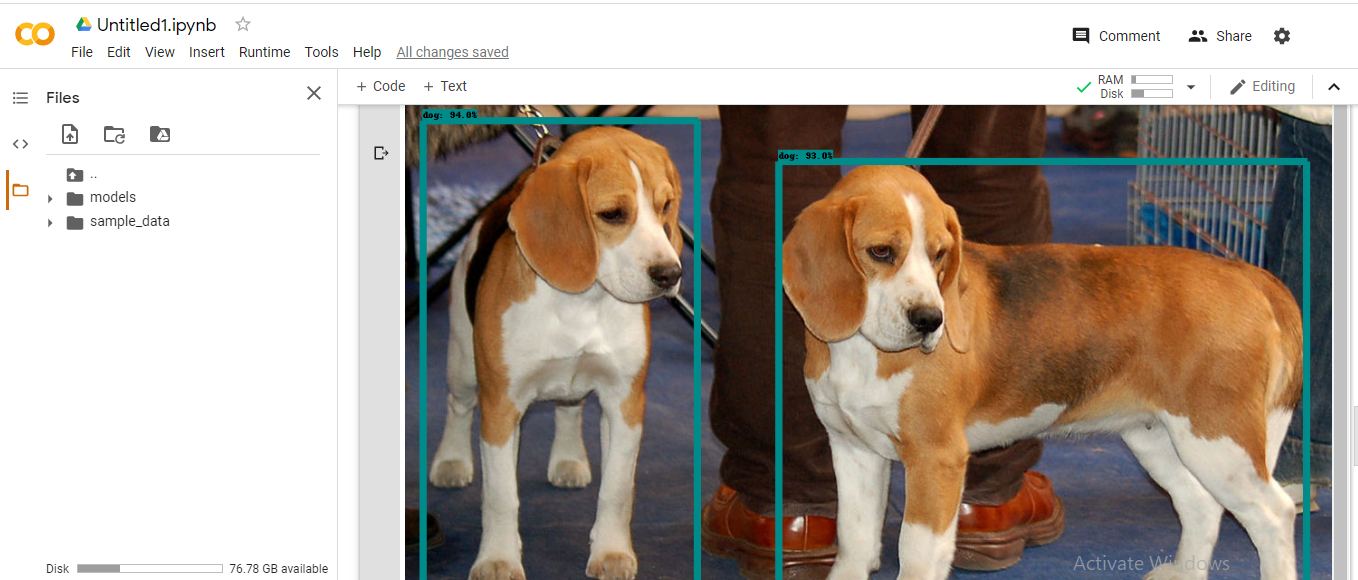 Untitled1.ipynb
File Edit View Insert Runtime Tools Help All changes saved
Comment Share
Files
+ Code + Text
RAM
Disk
Editing
..
models
sample_data
dog: 94.0%
dog: 93.0%
Disk 76.78 GB available
Activate Windows